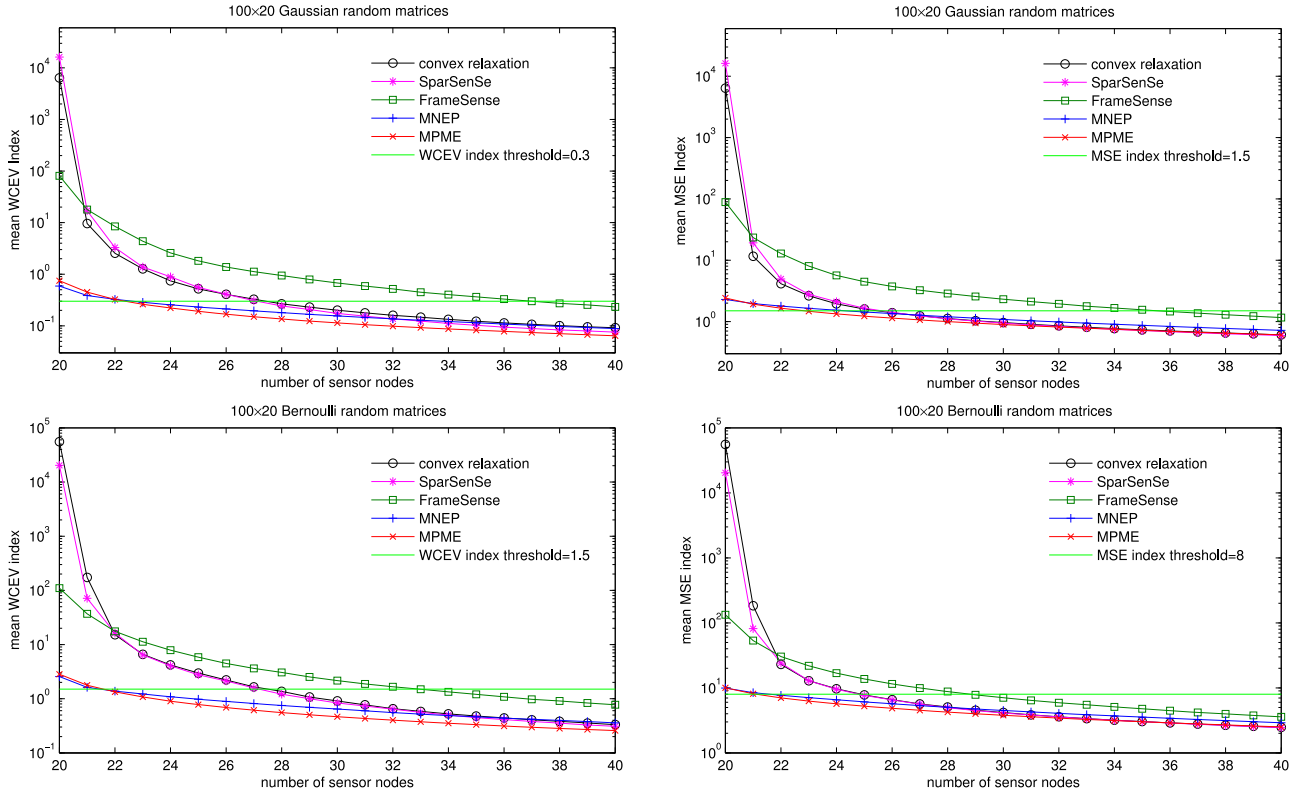 100×20 Gaussian random matrices
mean WCEV Index
10^4
10^3
10^2
10^1
10^0
10^-1
convex relaxation
SparSenSe
FrameSense
MNEP
MPME
WCEV index threshold=0.3
20 22 24 26 28 30 32 34 36 38 40
number of sensor nodes
100×20 Gaussian random matrices
mean MSE Index
10^4
10^3
10^2
10^1
10^0
convex relaxation
SparSenSe
FrameSense
MNEP
MPME
MSE index threshold=1.5
20 22 24 26 28 30 32 34 36 38 40
number of sensor nodes
100×20 Bernoulli random matrices
mean WCEV index
10^5
10^4
10^3
10^2
10^1
10^0
10^-1
convex relaxation
SparSenSe
FrameSense
MNEP
MPME
WCEV index threshold=1.5
20 22 24 26 28 30 32 34 36 38 40
number of sensor nodes
100×20 Bernoulli random matrices
mean MSE index
10^5
10^4
10^3
10^2
10^1
10^0
convex relaxation
SparSenSe
FrameSense
MNEP
MPME
MSE index threshold=8
20 22 24 26 28 30 32 34 36 38 40
number of sensor nodes